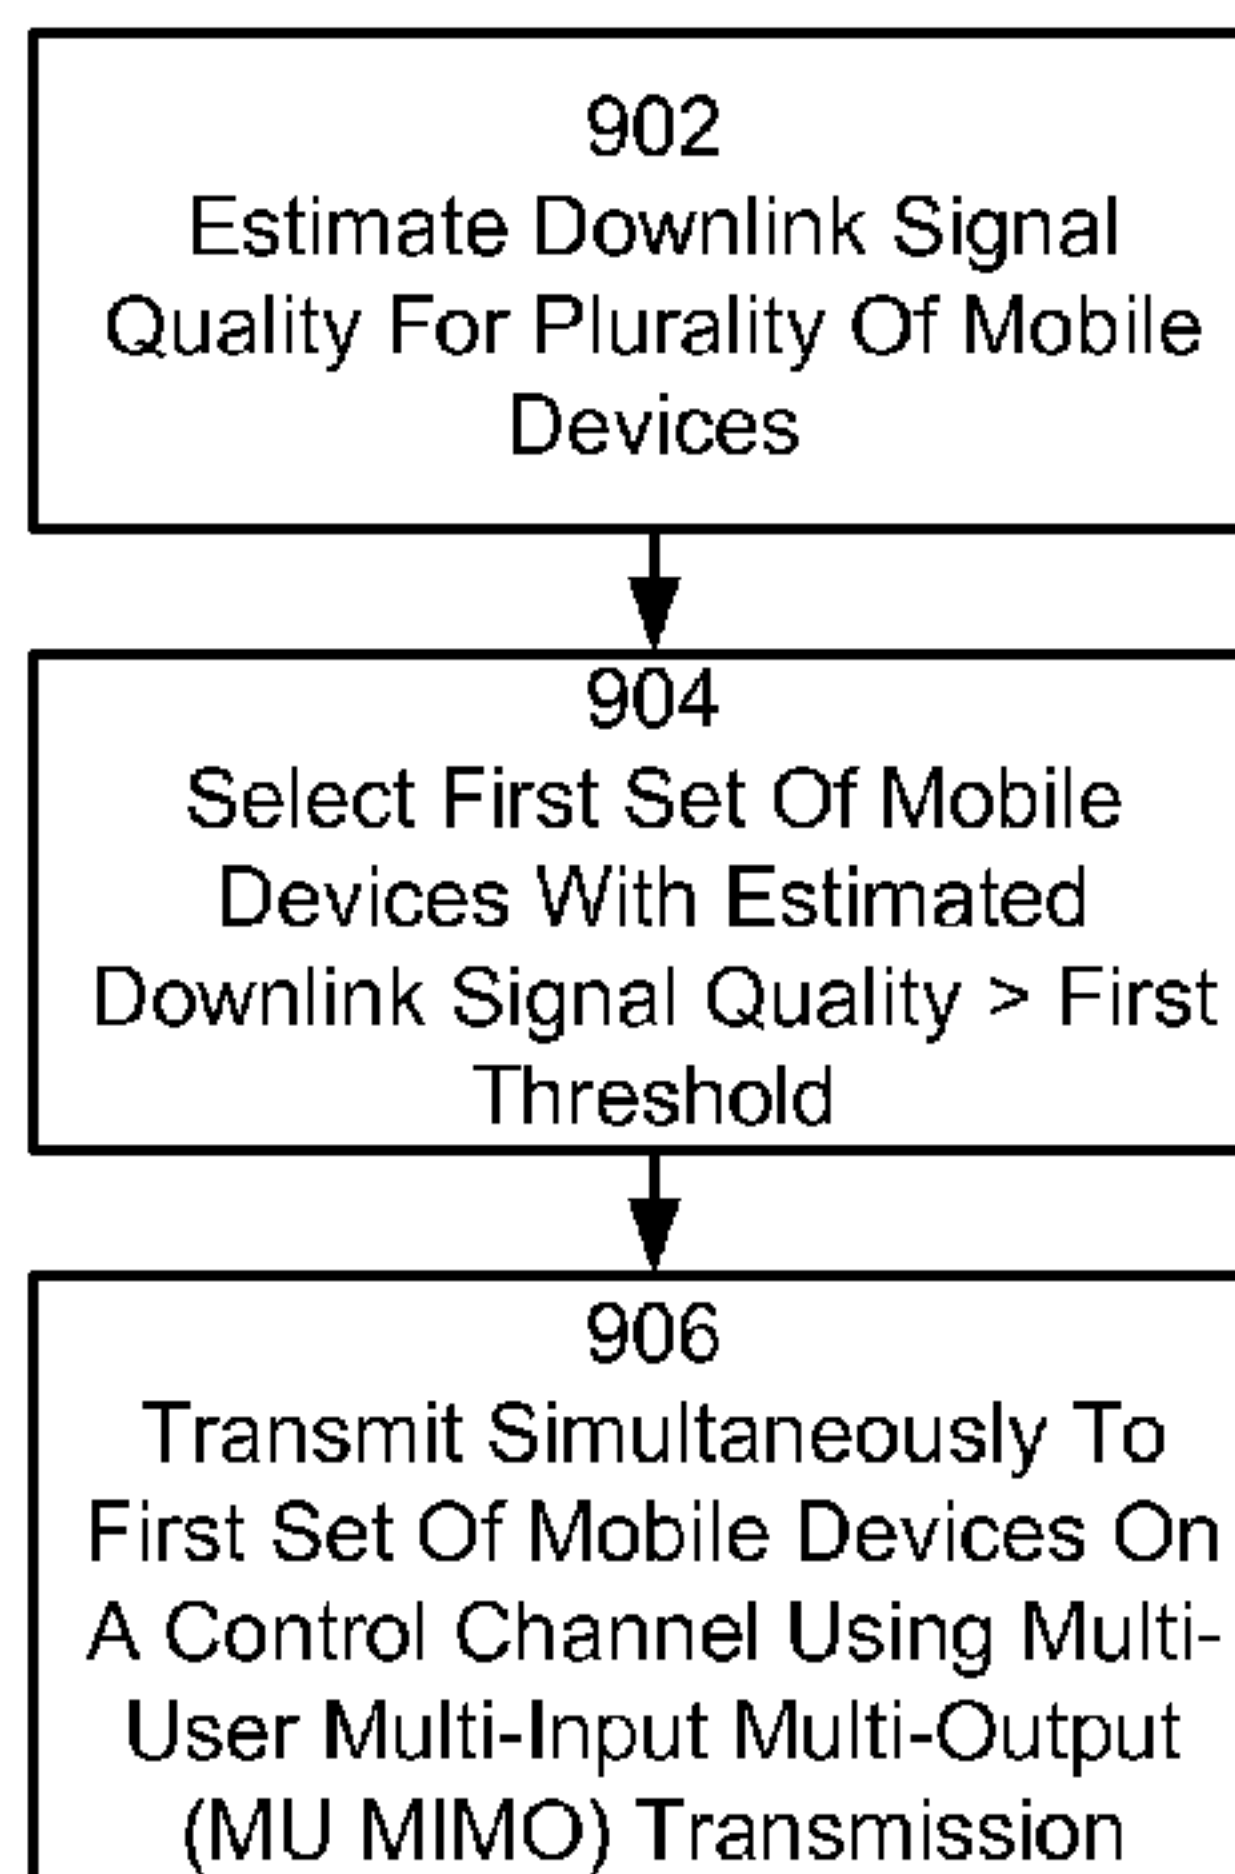 902
Estimate Downlink Signal
Quality For Plurality Of Mobile
Devices
904
Select First Set Of Mobile
Devices With Estimated
Downlink Signal Quality > First
Threshold
906
Transmit Simultaneously To
First Set Of Mobile Devices On
A Control Channel Using Multi-
User Multi-Input Multi-Output
(MU MIMO) Transmission